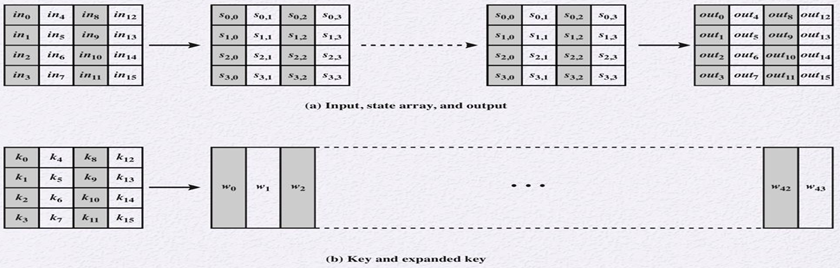 in0 in4 in8 in12 s0,0 s0,1 s0,2 s0,3 s0,0 s0,1 s0,2 s0,3 out0 out4 out8 out12
in1 in5 in9 in13 s1,0 s1,1 s1,2 s1,3 s1,0 s1,1 s1,2 s1,3 out1 out5 out9 out13
in2 in6 in10 in14 s2,0 s2,1 s2,2 s2,3 s2,0 s2,1 s2,2 s2,3 out2 out6 out10 out14
in3 in7 in11 in15 s3,0 s3,1 s3,2 s3,3 s3,0 s3,1 s3,2 s3,3 out3 out7 out11 out15
(a) Input, state array, and output
k0 k4 k8 k12
k1 k5 k9 k13
k2 k6 k10 k14
k3 k7 k11 k15
w0 w1 w2 • • • w42 w43
(b) Key and expanded key